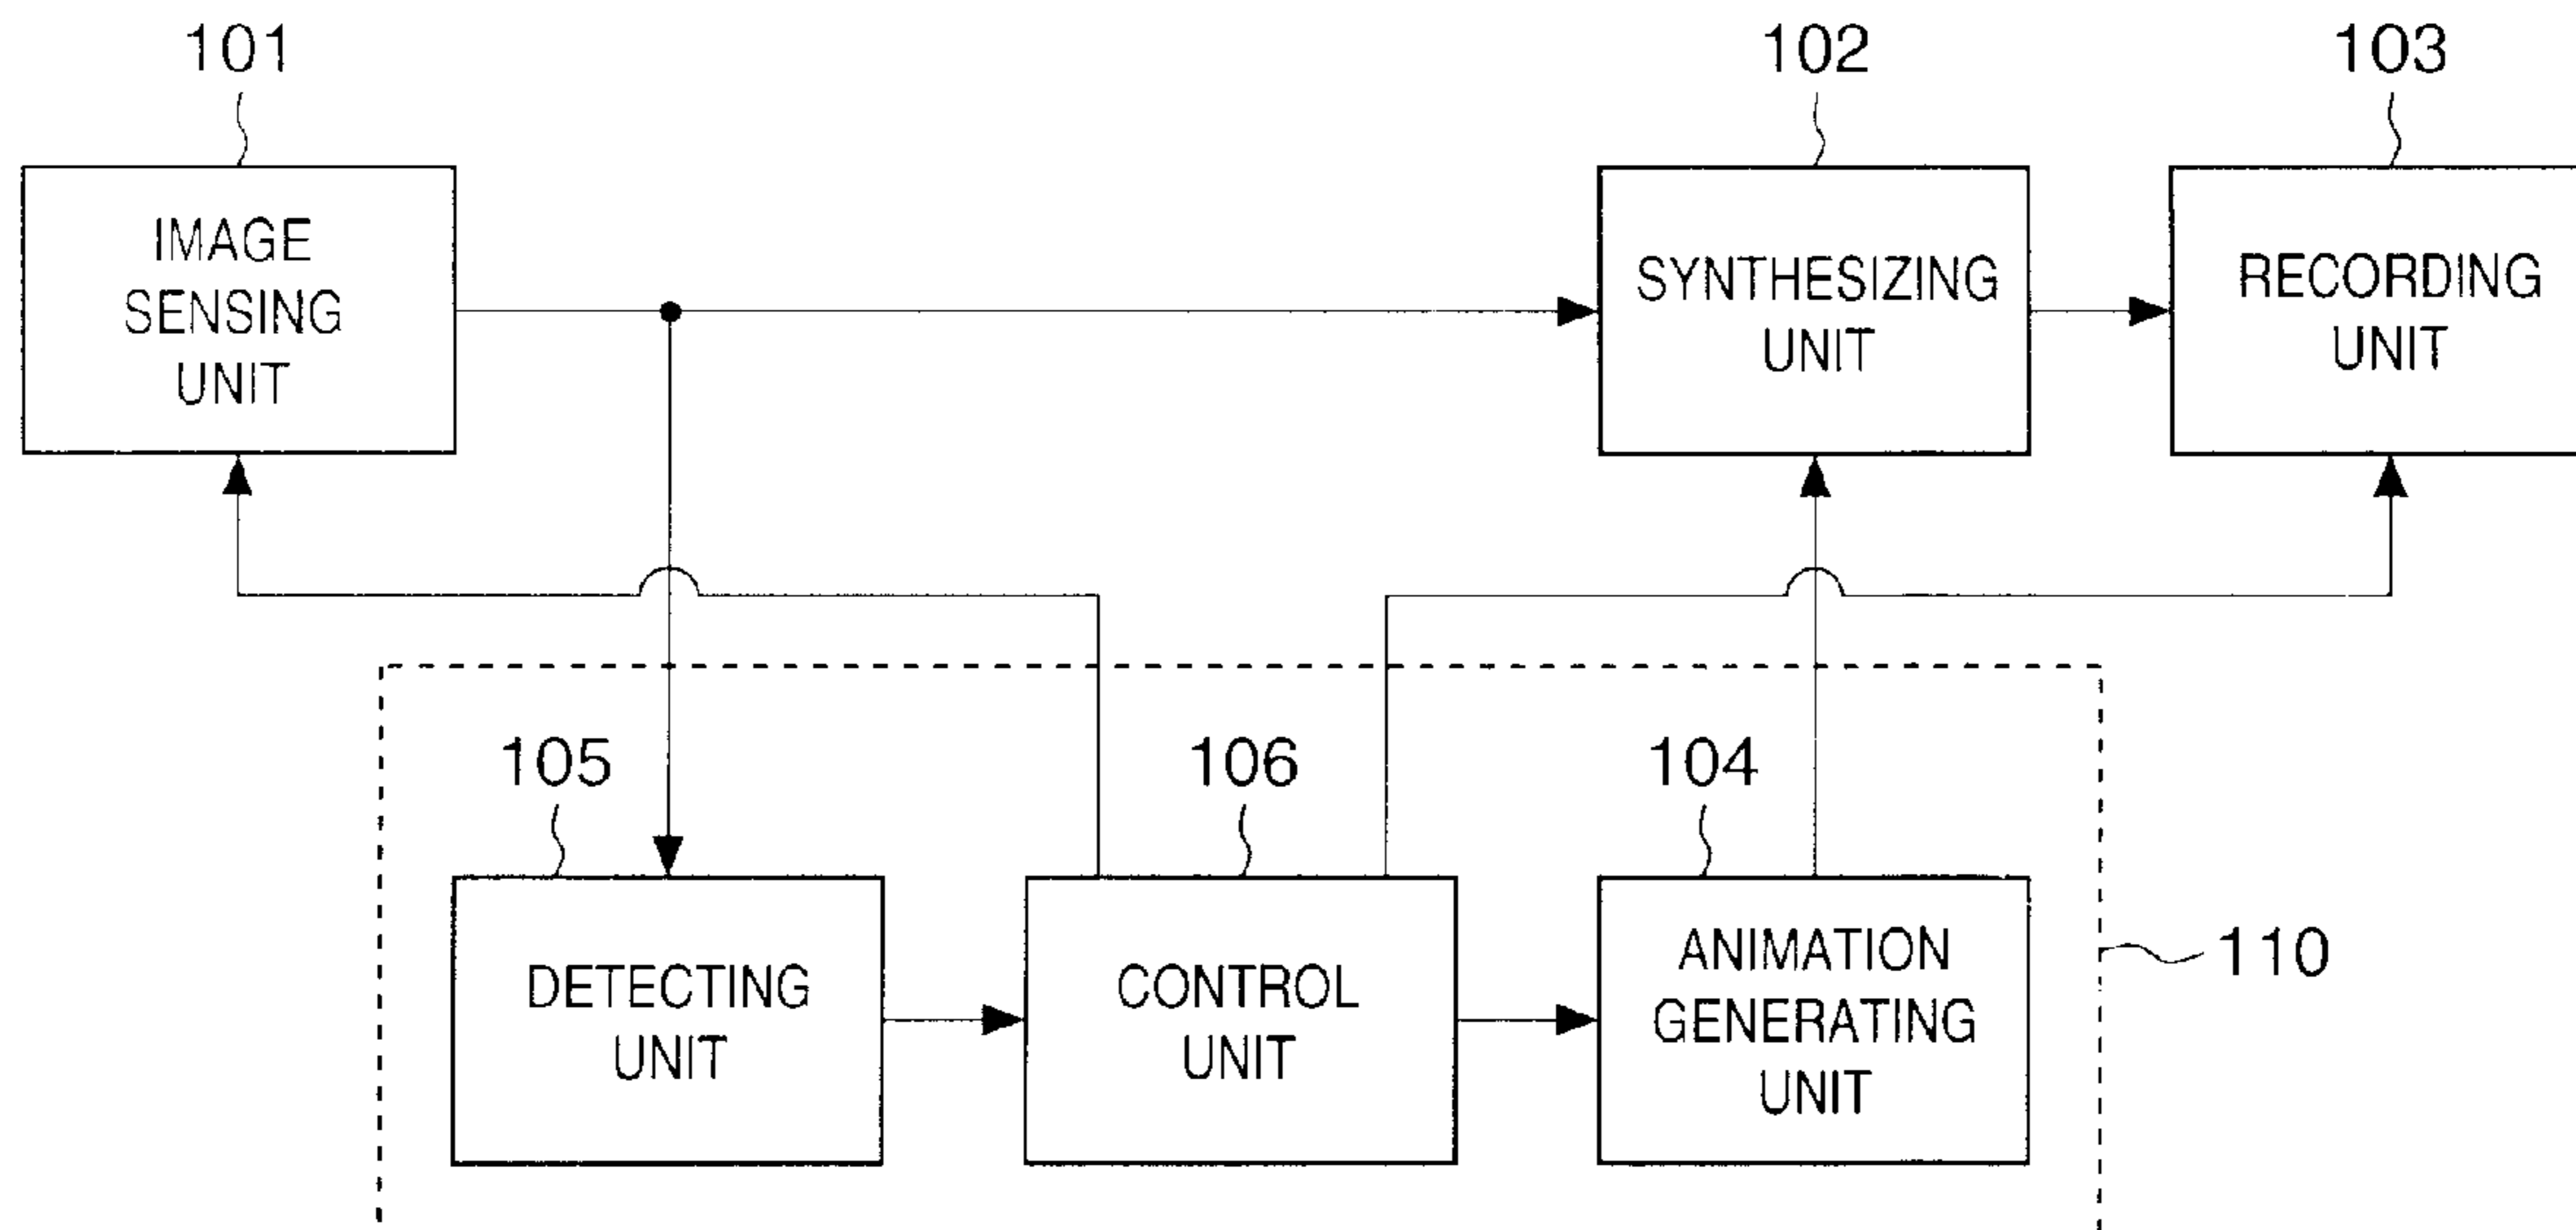 101
102
103
IMAGE
SENSING
UNIT
SYNTHESIZING
UNIT
RECORDING
UNIT
105
106
104
110
DETECTING
UNIT
CONTROL
UNIT
ANIMATION
GENERATING
UNIT